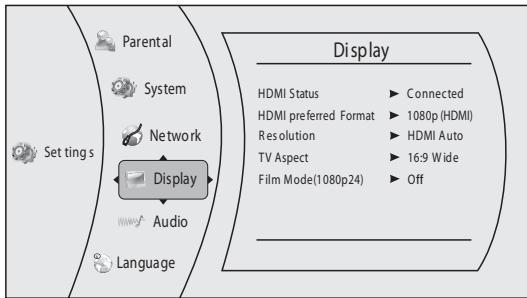 Settings
Parental
System
Network
Display
Audio
Language
Display
HDMI Status ► Connected
HDMI preferred Format ► 1080p (HDMI)
Resolution ► HDMI Auto
TV Aspect ► 16:9 Wide
Film Mode(1080p24) ► Off